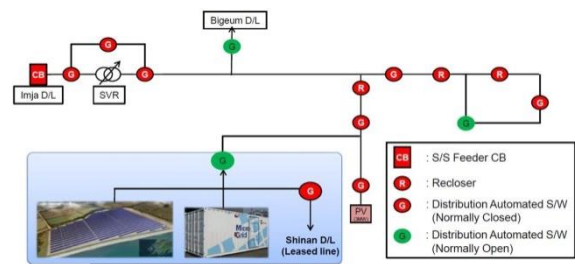 Bigeum D/L
G
G
CB
G
G
G
R
R
Imja D/L
SVR
R
G
G
G
G
G
G
PV
Shinan D/L
(Leased line)
CB : S/S Feeder CB
R : Recloser
G : Distribution Automated S/W
(Normally Closed)
G : Distribution Automated S/W
(Normally Open)